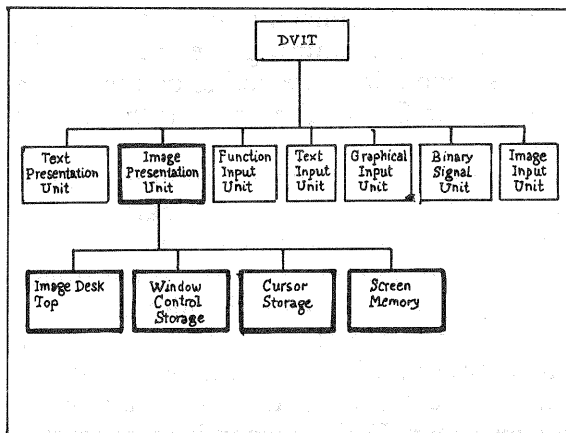 DVIT
Text
Presentation
Unit
Image
Presentation
Unit
Function
Input
Unit
Text
Input
Unit
Graphical
Input
Unit
Binary
Signal
Unit
Image
Input
Unit
Image Desk
Top
Window
Control
Storage
Cursor
Storage
Screen
Memory